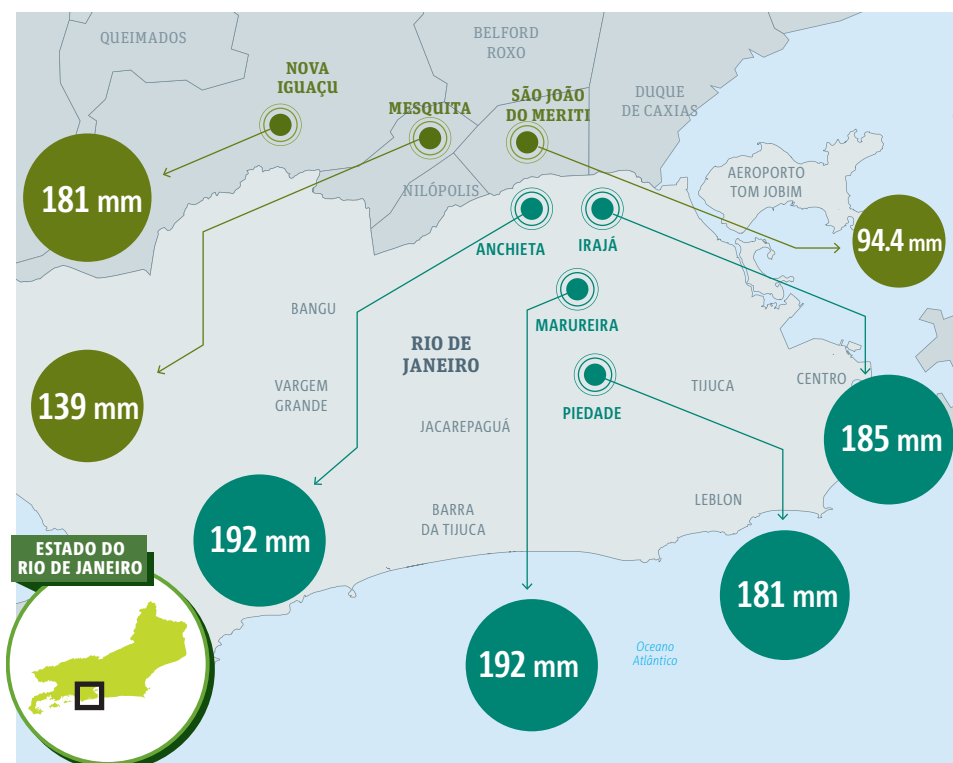 QUEIMADOS
BELFORD
ROXO
NOVA
IGUAÇU
MESQUITA
SÃO JOÃO
DO MERITI
DUQUE
DE CAXIAS
AEROPORTO
TOM JOBIM
NILÓPOLIS
181 mm
94.4 mm
ANCHIETA
IRAJÁ
BANGU
MARUREIRA
RIO DE
JANEIRO
VARGEM
GRANDE
TIJUCA
CENTRO
139 mm
PIEDADE
JACAREPAGUÁ
185 mm
BARRA
DA TIJUCA
LEBLON
192 mm
ESTADO DO
RIO DE JANEIRO
181 mm
192 mm
Oceano
Atlântico